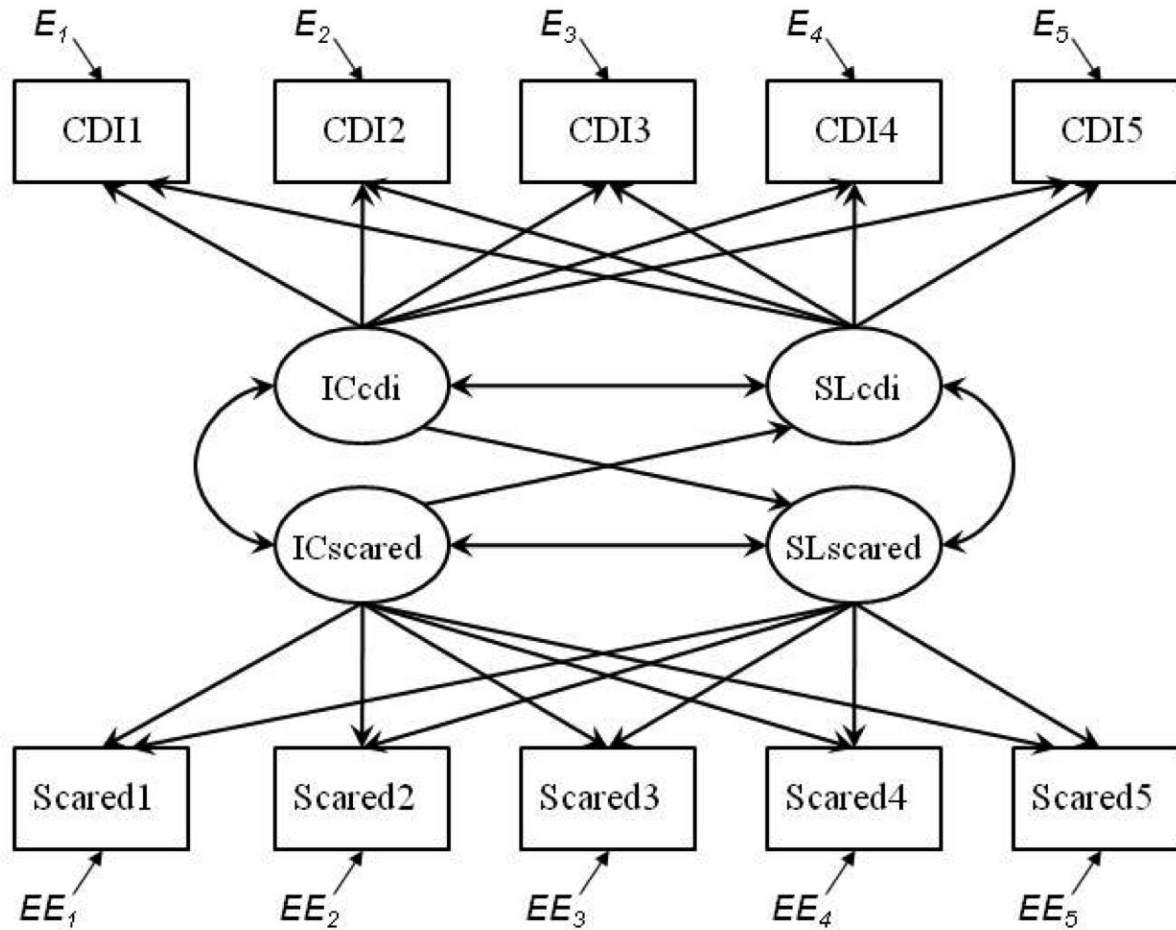 E1 E2 E3 E4 E5
CDI1 CDI2 CDI3 CDI4 CDI5
ICcdi SLcdi
ICscared SLscared
Scared1 Scared2 Scared3 Scared4 Scared5
EE1 EE2 EE3 EE4 EE5